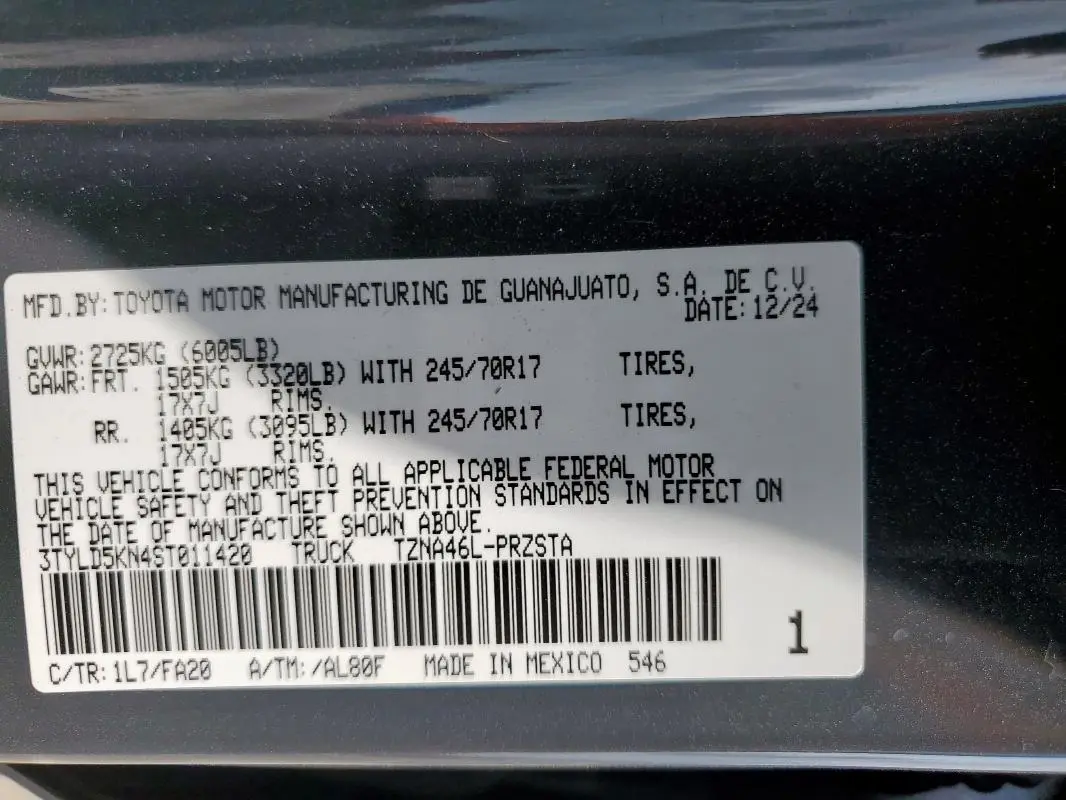 MFD.BY: TOYOTA MOTOR MANUFACTURING DE GUANAJUATO, S.A. DE C.V.
DATE: 12/24
GVWR: 2725KG (6005LB)
GAWR: FRT. 1505KG (3320LB) WITH 245/70R17 TIRES,
17X7J RIMS.
RR. 1405KG (3095LB) WITH 245/70R17 TIRES,
17X7J RIMS.
THIS VEHICLE CONFORMS TO ALL APPLICABLE FEDERAL MOTOR
VEHICLE SAFETY AND THEFT PREVENTION STANDARDS IN EFFECT ON
THE DATE OF MANUFACTURE SHOWN ABOVE.
3TYLD5KN4ST011420 TRUCK TZNA46L-PRZSTA
C/TR: 1L7/FA20 A/TM: /AL80F MADE IN MEXICO 546
1